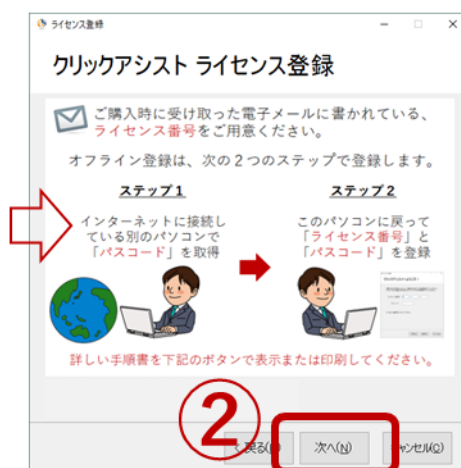 ライセンス登録
クリックアシスト ライセンス登録
ご購入時に受け取った電子メールに書かれている、
ライセンス番号をご用意ください。
オフライン登録は、次の2つのステップで登録します。
ステップ1
インターネットに接続し
ている別のパソコンで
「パスコード」を取得
ステップ2
このパソコンに戻って
「ライセンス番号」と
「パスコード」を登録
詳しい手順書を下記のボタンで表示または印刷してください。
②
< 戻る
次へ(N)
キャンセル(C)